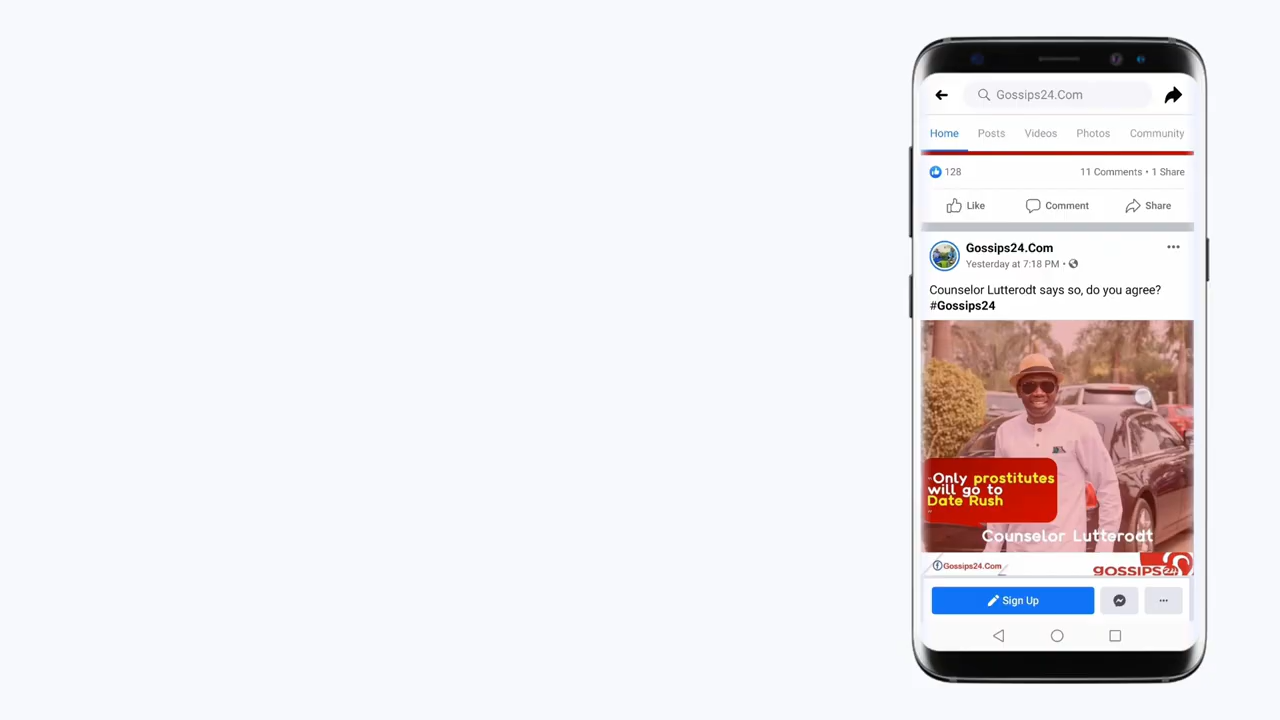 Gossips24.Com
Home Posts Videos Photos Community
128 11 Comments • 1 Share
Like Comment Share
Gossips24.Com
Yesterday at 7:18 PM •
Counselor Lutterodt says so, do you agree?
#Gossips24
"Only prostitutes
will go to
Date Rush
"
Counselor Lutterodt
Gossips24.Com
gossips24
Sign Up